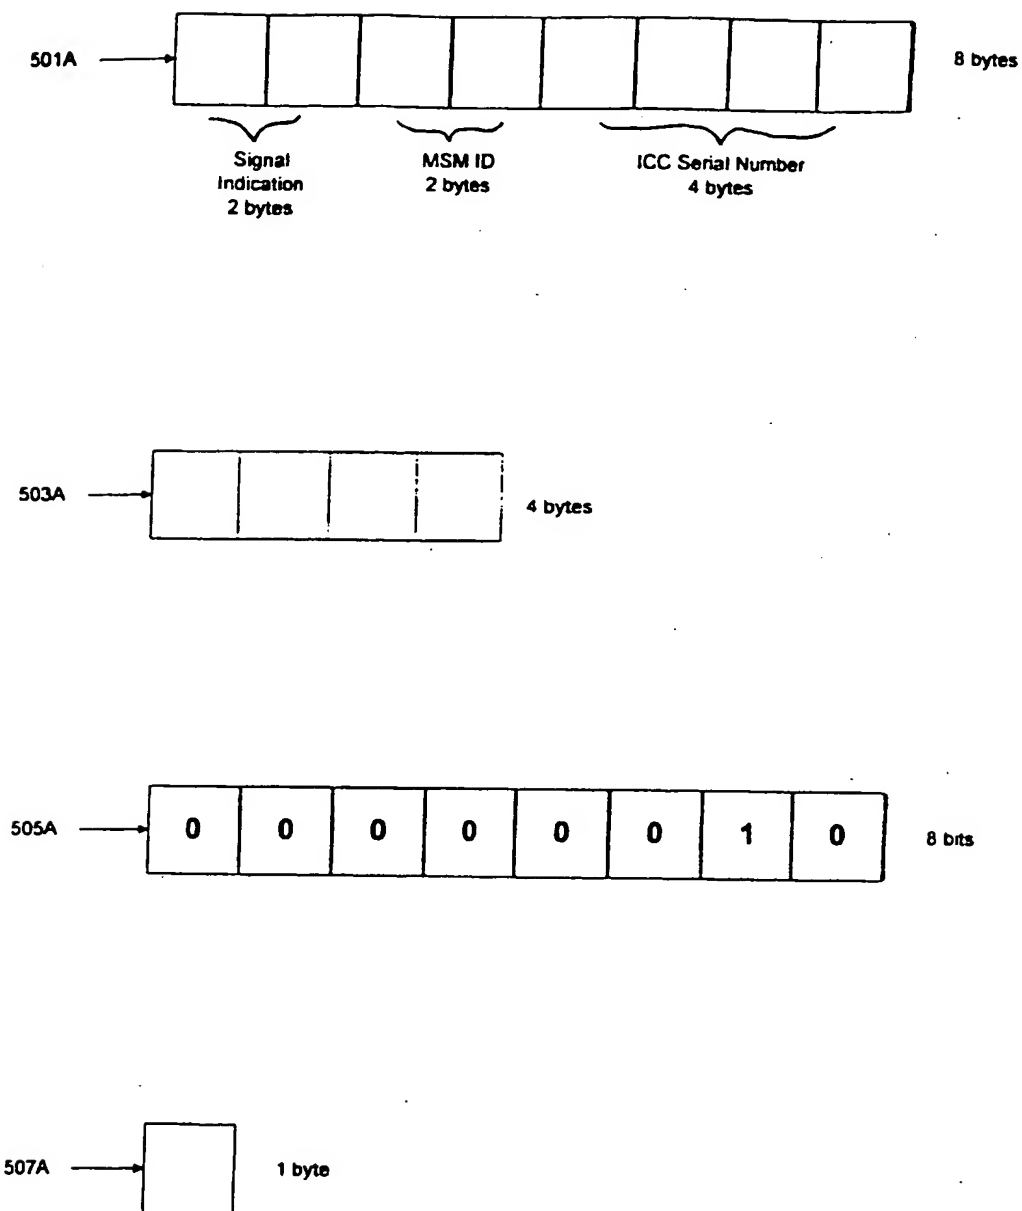 501A
8 bytes
Signal
Indication
2 bytes
MSM ID
2 bytes
ICC Serial Number
4 bytes
503A
4 bytes
505A
0 0 0 0 0 0 1 0
8 bits
507A
1 byte